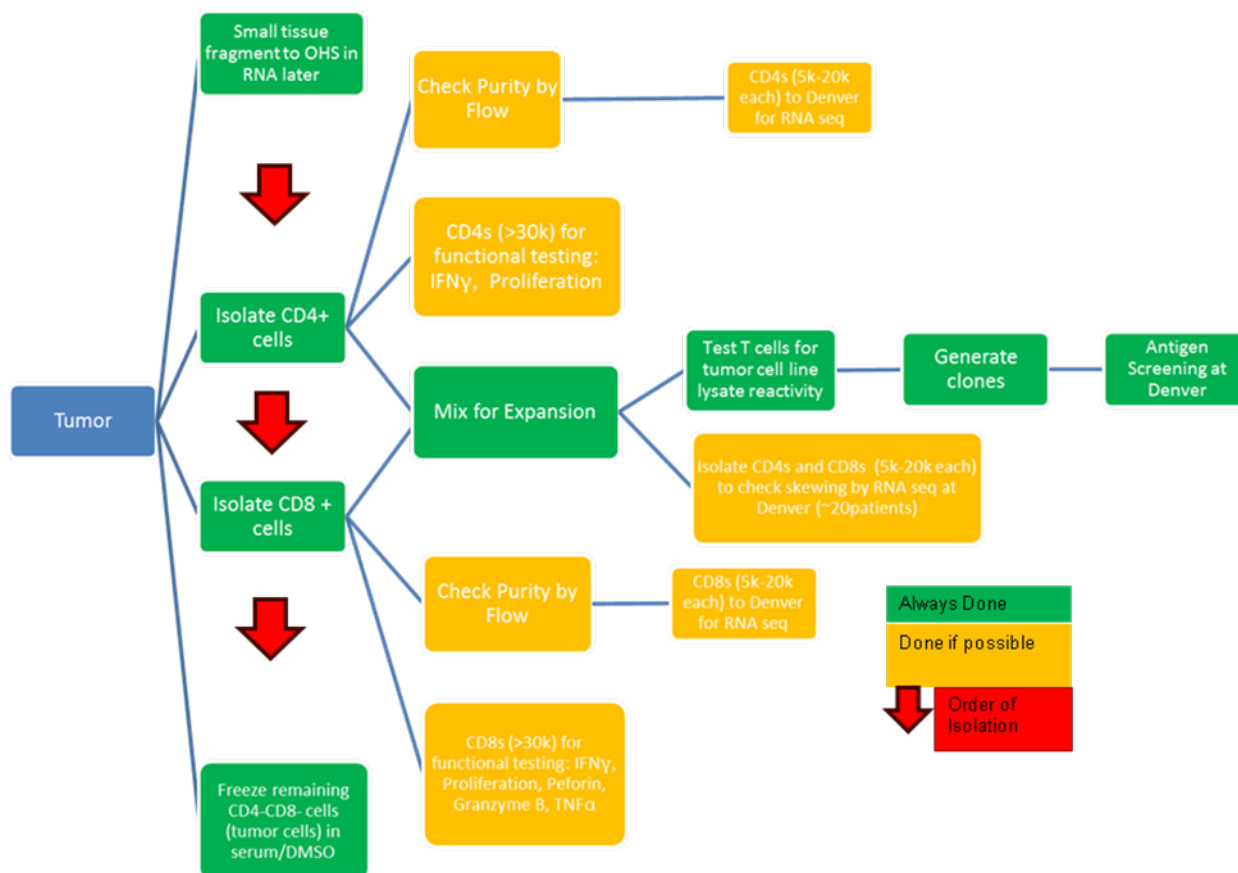 Small tissue
fragment to OHS in
RNA later
Check Purity by
Flow
CD4s (5k-20k
each) to Denver
for RNA seq
CD4s (>30k) for
functional testing:
IFNγ, Proliferation
Isolate CD4+
cells
Tumor
Mix for Expansion
Test T cells for
tumor cell line
lysate reactivity
Generate
clones
Antigen
Screening at
Denver
Isolate CD4s and CD8s (5k-20k each)
to check skewing by RNA seq at
Denver (~20patients)
Isolate CD8 +
cells
Check Purity by
Flow
CD8s (5k-20k
each) to Denver
for RNA seq
CD8s (>30k) for
functional testing: IFNγ,
Proliferation, Peforin,
Granzyme B, TNFα
Freeze remaining
CD4-CD8- cells
(tumor cells) in
serum/DMSO
Always Done
Done if possible
Order of
Isolation